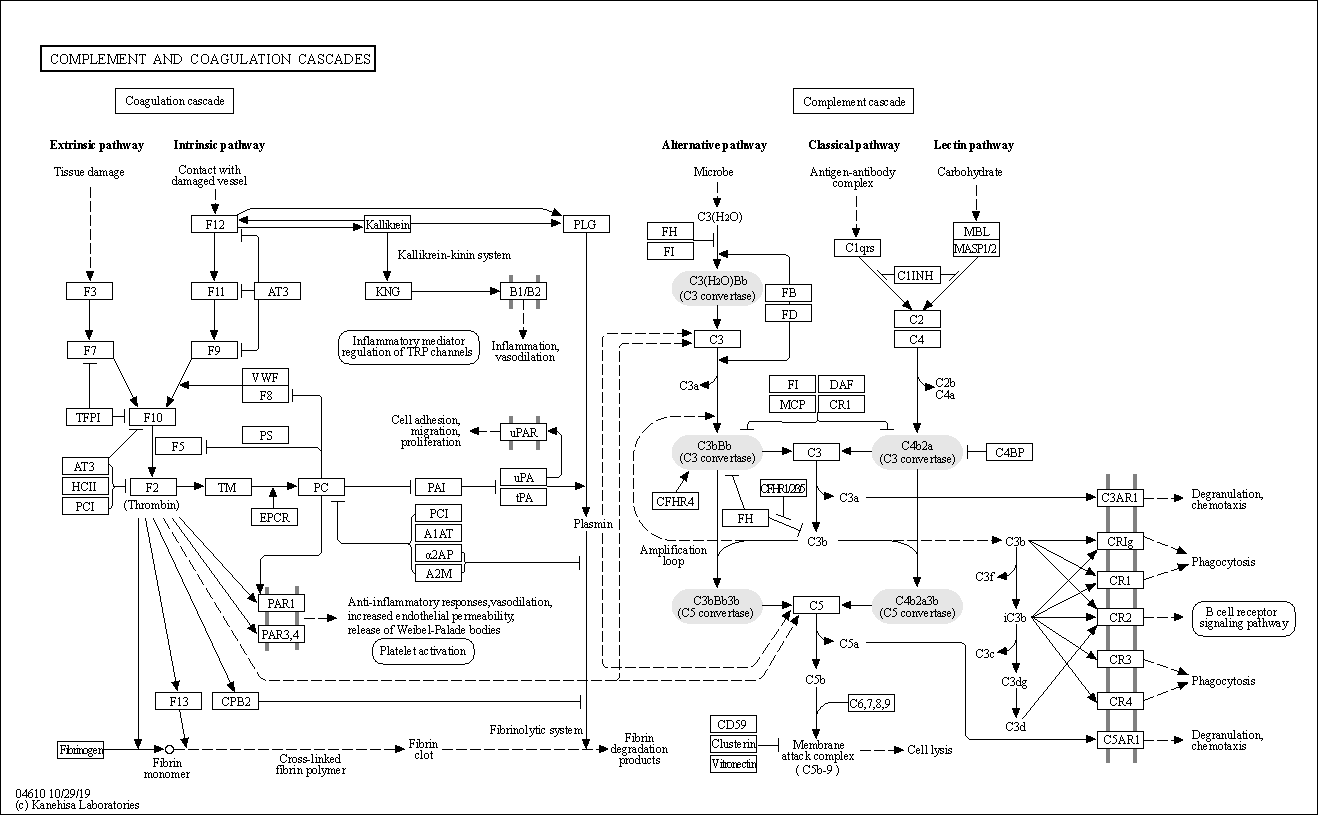 COMPLEMENT AND COAGULATION CASCADES
Coagulation cascade
Complement cascade
Extrinsic pathway
Intrinsic pathway
Alternative pathway
Classical pathway
Lectin pathway
Tissue damage
Contact with
damaged vessel
Microbe
Antigen-antibody
complex
Carbohydrate
F12
Kallikrein
PLG
C3(H2O)
FH
FI
C1qrs
MBL
MASP1/2
Kallikrein-kinin system
C1INH
F3
F11
AT3
KNG
B1/B2
C3(H2O)Bb
(C3 convertase)
FB
FD
C2
C4
Inflammatory mediator
regulation of TRP channels
Inflammation,
vasodilation
F7
F9
C3
VWF
F8
C3a
FI
DAF
MCP
CR1
C2b
C4a
TFPI
F10
Cell adhesion,
migration,
proliferation
uPAR
F5
PS
C3bBb
(C3 convertase)
C3
C4b2a
(C3 convertase)
C4BP
AT3
HCII
PCI
F2
(Thrombin)
TM
PC
PAI
uPA
tPA
CFHR4
C3a
C3AR1
Degranulation,
chemotaxis
EPCR
PCI
A1AT
α2AP
A2M
Plasmin
FH
Amplification
loop
C3b
C3b
CRIg
Phagocytosis
C3f
CR1
PAR1
PAR3,4
Anti-inflammatory responses,vasodilation,
increased endothelial permeability,
release of Weibel-Palade bodies
Platelet activation
C3bBb3b
(C5 convertase)
C5
C4b2a3b
(C5 convertase)
iC3b
CR2
B cell receptor
signaling pathway
C5a
C3c
CR3
C5b
C3dg
Phagocytosis
F13
CPB2
C6,7,8,9
CR4
C3d
Fibrinolytic system
CD59
Clusterin
Vitronectin
Membrane
attack complex
( C5b-9 )
Cell lysis
C5AR1
Degranulation,
chemotaxis
Fibrinogen
Fibrin
monomer
Cross-linked
fibrin polymer
Fibrin
clot
Fibrin
degradation
products
04610 10/29/19
(c) Kanehisa Laboratories